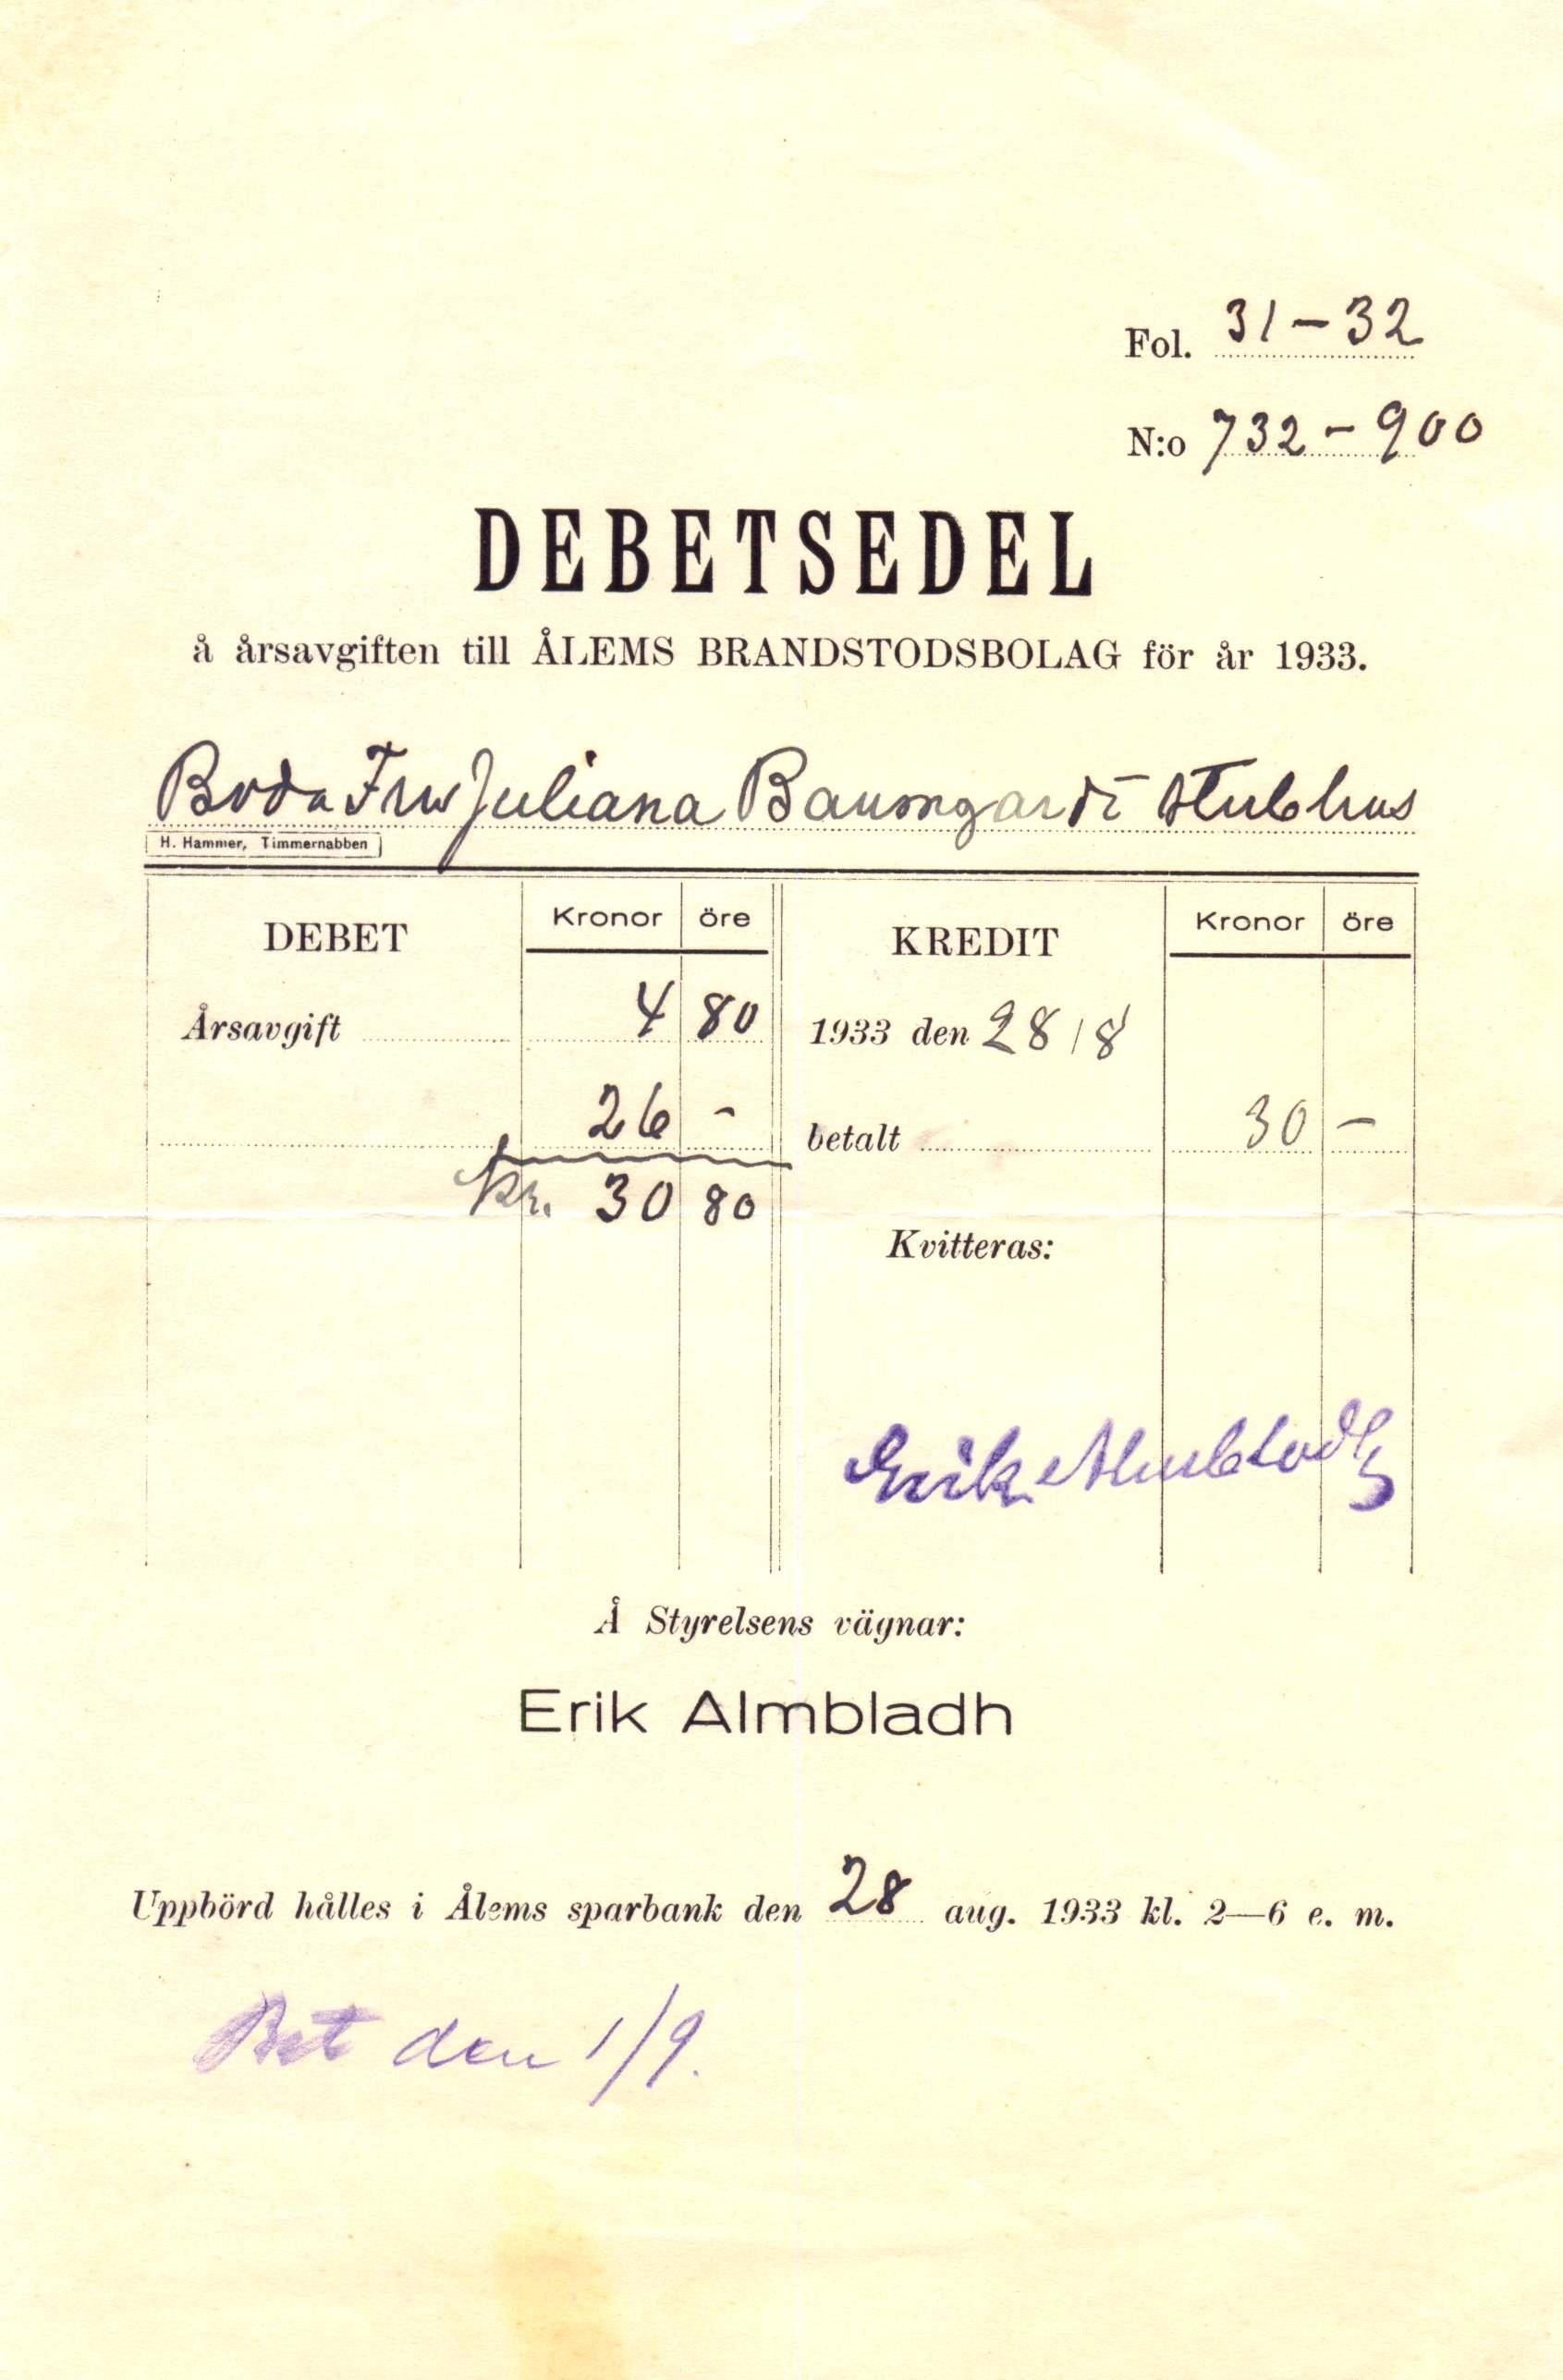 Fol. 31-32
N:o 732-900
DEBETSEDEL
å årsavgiften till ÅLEMS BRANDSTODSBOLAG för år 1933.
Boda Fru Juliana Baumgardt
H. Hammer, Timmernabben
DEBET Kronor öre KREDIT Kronor öre
Årsavgift 4 80 1933 den 28/8
26 - betalt 30 -
Kr. 30 80
Kvitteras:
Erik Almbladh
Å Styrelsens vägnar:
Erik Almbladh
Uppbörd hålles i Ålems sparbank den 28 aug. 1933 kl. 2—6 e. m.
Bet den 1/9.